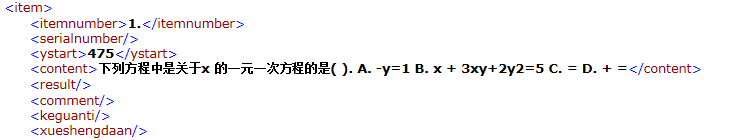 <item>
<itemnumber>1.</itemnumber>
<serialnumber/>
<ystart>475</ystart>
<content>下列方程中是关于x 的一元一次方程的是( ). A. -y=1 B. x + 3xy+2y2=5 C. = D. + =</content>
<result/>
<comment/>
<keguanti/>
<xueshengdaan/>